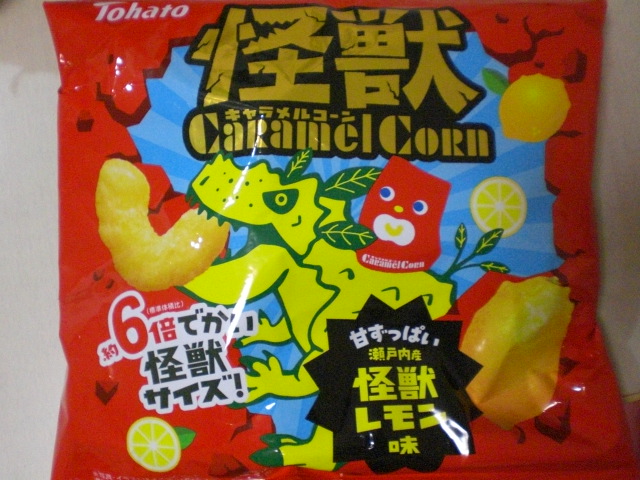 Tohato
怪獣
キャラメルコーン
Caramel Corn
Caramel Corn
約6倍でかい
(標準体積比)
怪獣
サイズ!
甘ずっぱい
瀬戸内産
怪獣
レモン
味